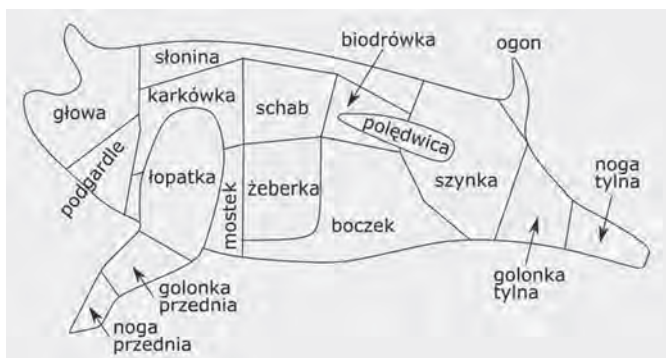 biodrówka
ogon
słonina
karkówka
schab
głowa
polędwica
podgardle
łopatka
mostek
żeberka
szynka
noga
tylna
boczek
golonka
przednia
golonka
tylna
noga
przednia